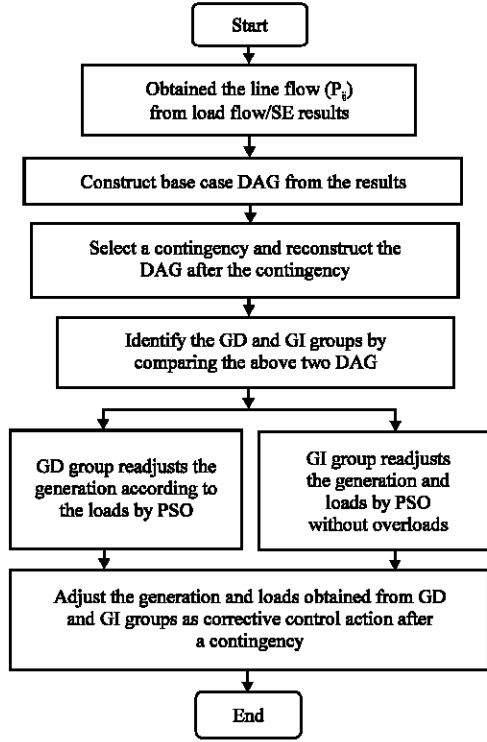 Start
Obtained the line flow (Pij)
from load flow/SE results
Construct base case DAG from the results
Select a contingency and reconstruct the
DAG after the contingency
Identify the GD and GI groups by
comparing the above two DAG
GD group readjusts the
generation according to
the loads by PSO
GI group readjusts
the generation and
loads by PSO
without overloads
Adjust the generation and loads obtained from GD
and GI groups as corrective control action after
a contingency
End